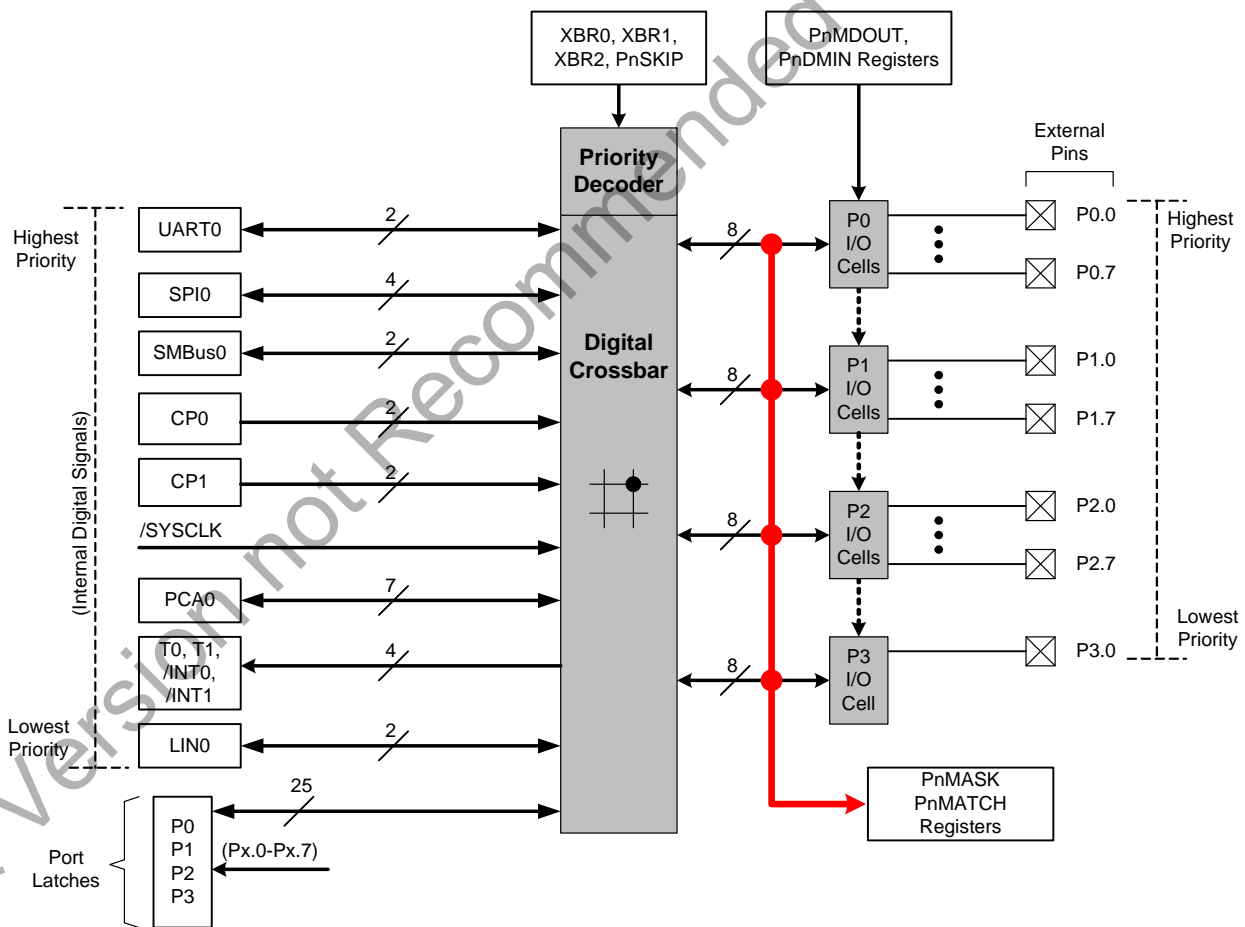 XBR0, XBR1,
XBR2, PnSKIP
PnMDOUT,
PnDMIN Registers
External
Pins
Priority
Decoder
Highest
Priority
UART0
2
SPI0
4
SMBus0
2
CP0
2
CP1
2
/SYSCLK
PCA0
7
T0, T1,
/INT0,
/INT1
4
LIN0
2
Lowest
Priority
(Internal Digital Signals)
Digital
Crossbar
8
8
8
8
P0
I/O
Cells
P1
I/O
Cells
P2
I/O
Cells
P3
I/O
Cell
P0.0
P0.7
P1.0
P1.7
P2.0
P2.7
P3.0
Highest
Priority
Lowest
Priority
Port
Latches
P0
P1
P2
P3
25
(Px.0-Px.7)
PnMASK
PnMATCH
Registers
Version not Recommended